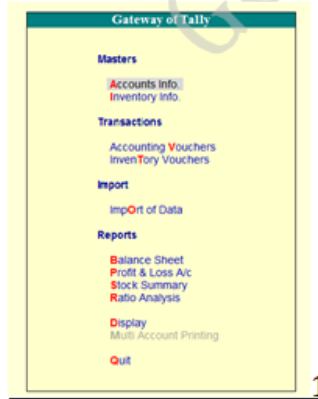 Gateway of Tally
Masters
Accounts Info.
Inventory Info.
Transactions
Accounting Vouchers
InvenTory Vouchers
Import
ImpOrt of Data
Reports
Balance Sheet
Profit & Loss A/c
Stock Summary
Ratio Analysis
Display
Multi Account Printing
Quit
1